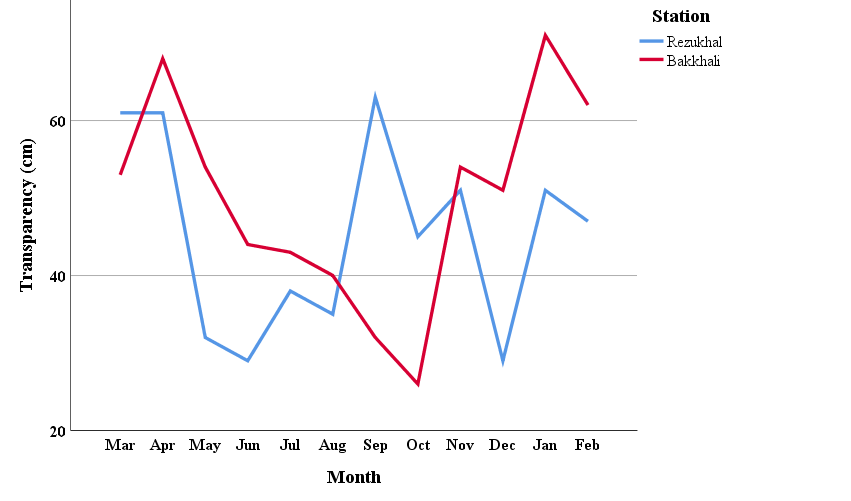 Station
Rezukhal
Bakkhali
Transparency (cm)
60
40
20
Mar Apr May Jun Jul Aug Sep Oct Nov Dec Jan Feb
Month